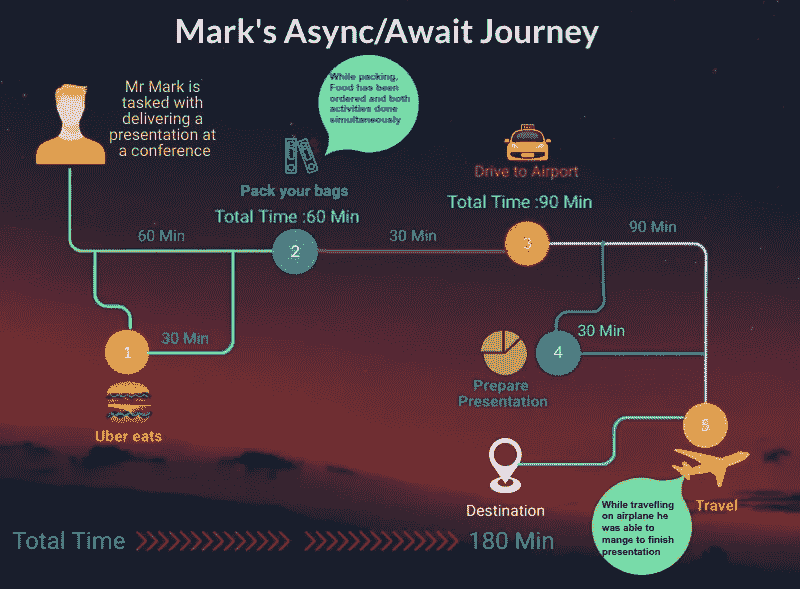 Mark's Async/Await Journey
Mr Mark is
tasked with
delivering a
presentation at
a conference
While packing,
Food has been
ordered and both
activities done
simultaneously
Pack your bags
Total Time :60 Min
Drive to Airport
Total Time :90 Min
60 Min
2
30 Min
3
90 Min
1
30 Min
Uber eats
4
30 Min
Prepare
Presentation
5
Travel
Destination
While travelling
on airplane he
was able to
mange to finish
presentation
Total Time
180 Min